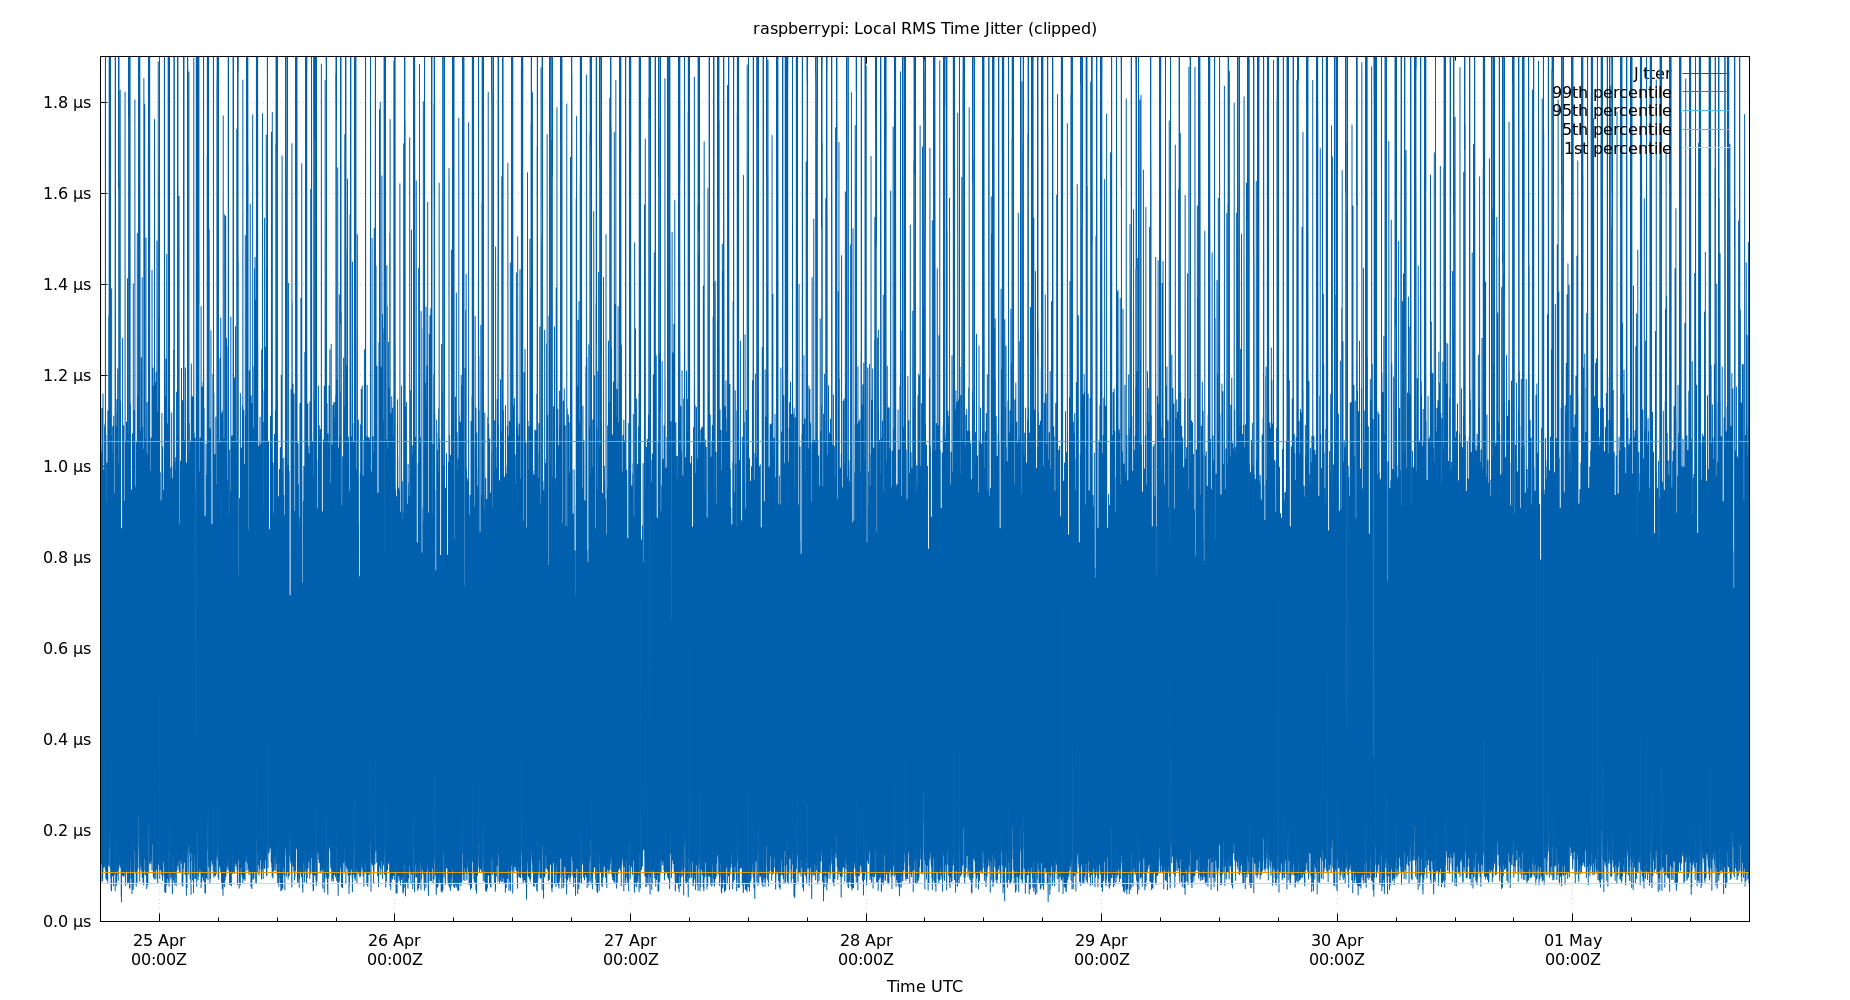 raspberrypi: Local RMS Time Jitter (clipped)
Jitter
99th percentile
95th percentile
5th percentile
1st percentile
1.8 μs
1.6 μs
1.4 μs
1.2 μs
1.0 μs
0.8 μs
0.6 μs
0.4 μs
0.2 μs
0.0 μs
25 Apr 26 Apr 27 Apr 28 Apr 29 Apr 30 Apr 01 May
00:00Z 00:00Z 00:00Z 00:00Z 00:00Z 00:00Z 00:00Z
Time UTC